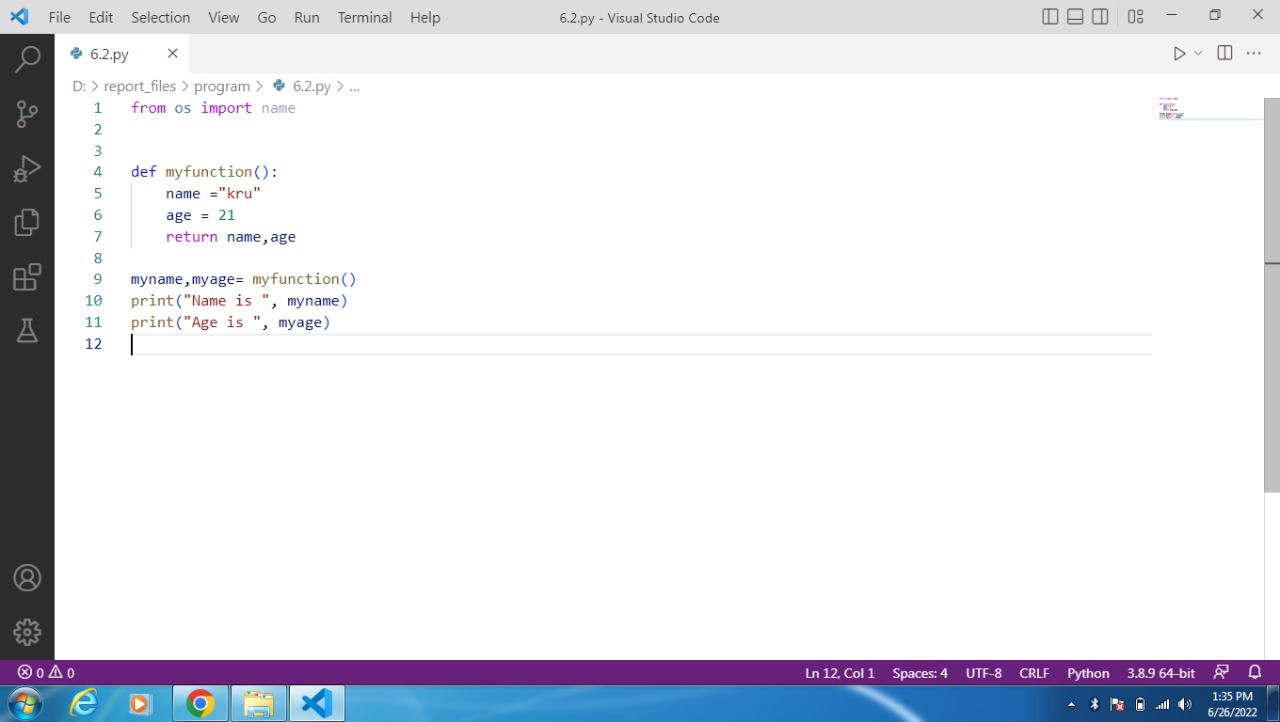 File Edit Selection View Go Run Terminal Help 6.2.py - Visual Studio Code
6.2.py
D: > report_files > program > 6.2.py > ...
1 from os import name
2
3
4 def myfunction():
5     name ="kru"
6     age = 21
7     return name,age
8
9 myname,myage= myfunction()
10 print("Name is ", myname)
11 print("Age is ", myage)
12
0 0 Ln 12, Col 1 Spaces: 4 UTF-8 CRLF Python 3.8.9 64-bit
1:35 PM
6/26/2022